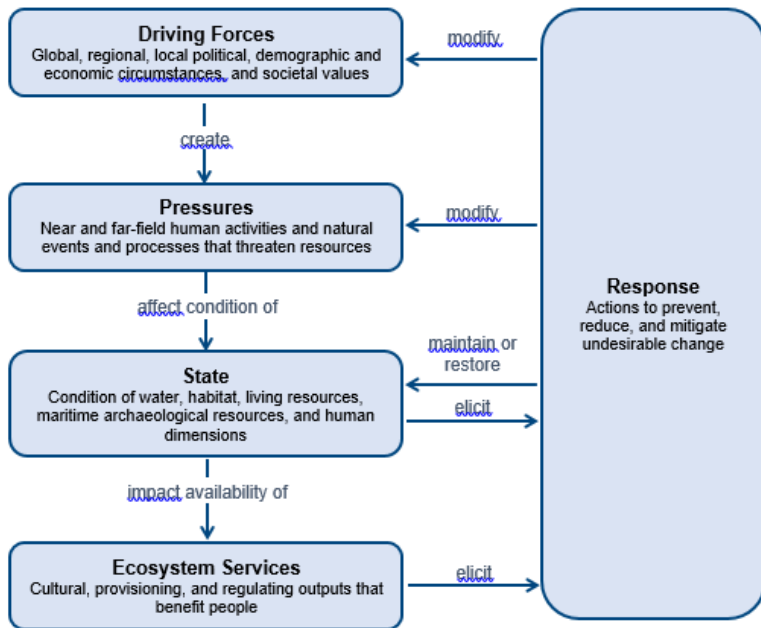 Driving Forces
Global, regional, local political, demographic and
economic circumstances, and societal values
modify
create
Pressures
Near and far-field human activities and natural
events and processes that threaten resources
modify
affect condition of
State
Condition of water, habitat, living resources,
maritime archaeological resources, and human
dimensions
maintain or
restore
elicit
impact availability of
Ecosystem Services
Cultural, provisioning, and regulating outputs that
benefit people
elicit
Response
Actions to prevent,
reduce, and mitigate
undesirable change